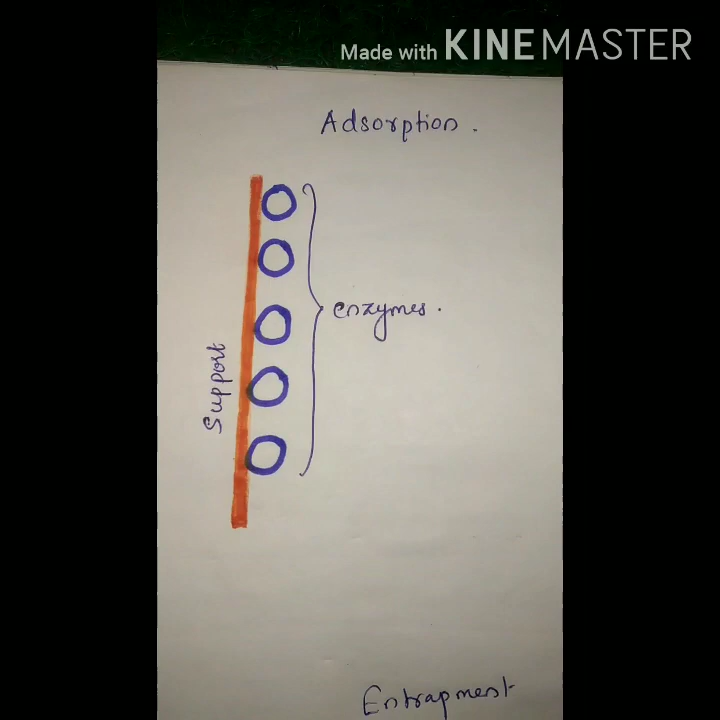 Made with KINEMASTER
Adsorption.
enzymes.
Support
Entrapment